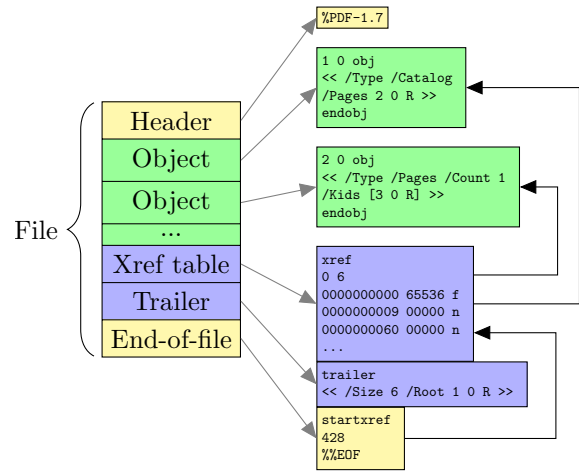 File
Header
Object
Object
...
Xref table
Trailer
End-of-file
%PDF-1.7
1 0 obj
<< /Type /Catalog
/Pages 2 0 R >>
endobj
2 0 obj
<< /Type /Pages /Count 1
/Kids [3 0 R] >>
endobj
xref
0 6
0000000000 65536 f
0000000009 00000 n
0000000060 00000 n
...
trailer
<< /Size 6 /Root 1 0 R >>
startxref
428
%%EOF